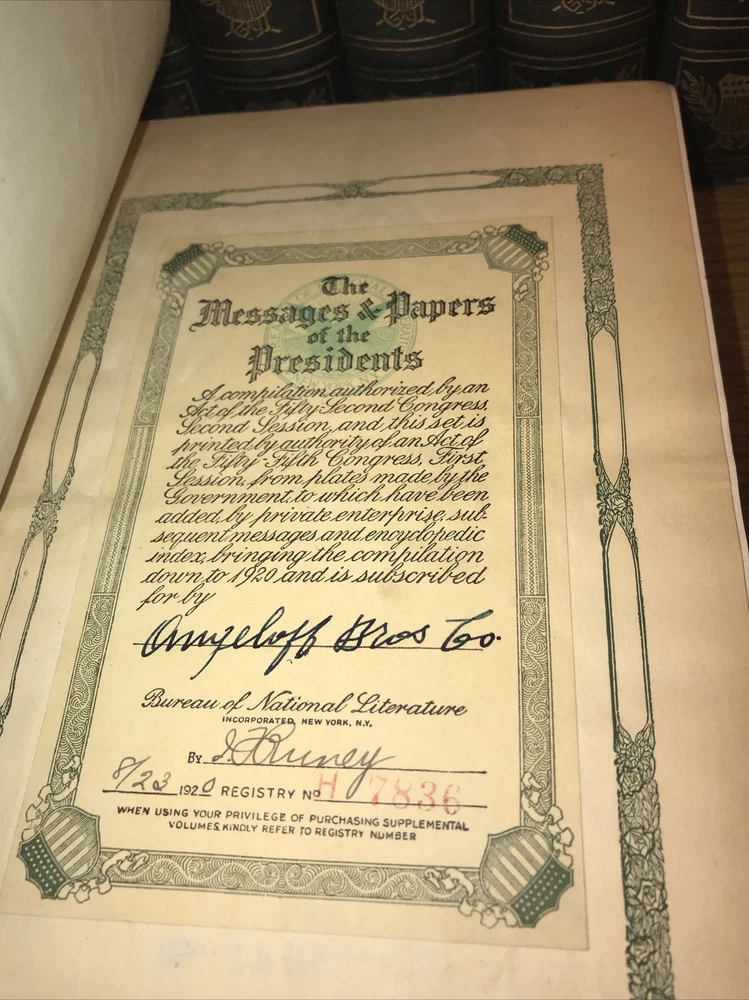 The
Messages & Papers
of the
Presidents
A compilation authorized by an
Act of the Fifty-Second Congress,
Second Session, and this set is
printed by authority of an Act of
the Fifty-Fifth Congress, First
Session, from plates made by the
Government, to which have been
added, by private enterprise, sub-
sequent messages and encyclopedic
index, bringing the compilation
down to 1920 and is subscribed
for by
Angeloff Bros Co.
Bureau of National Literature
INCORPORATED, NEW YORK, N.Y.
By
8/23 1920 REGISTRY No H 7836
WHEN USING YOUR PRIVILEGE OF PURCHASING SUPPLEMENTAL
VOLUMES, KINDLY REFER TO REGISTRY NUMBER